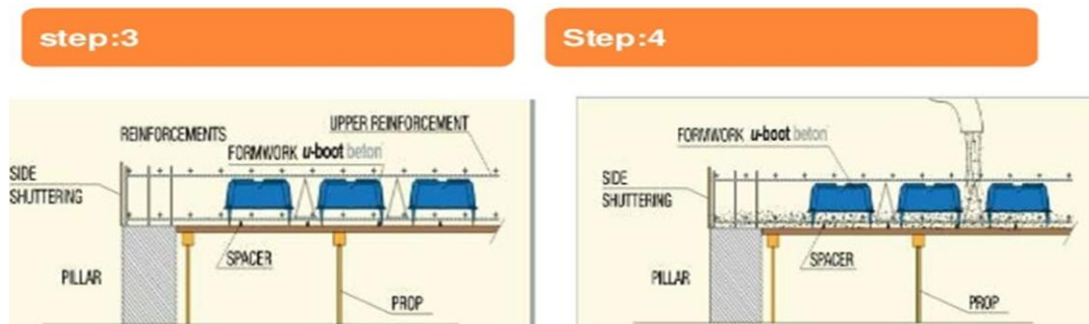 step:3
Step:4
REINFORCEMENTS
UPPER REINFORCEMENT
FORMWORK u-boot beton
SIDE
SHUTTERING
SPACER
PILLAR
PROP
FORMWORK u-boot beton
SIDE
SHUTTERING
SPACER
PILLAR
PROP